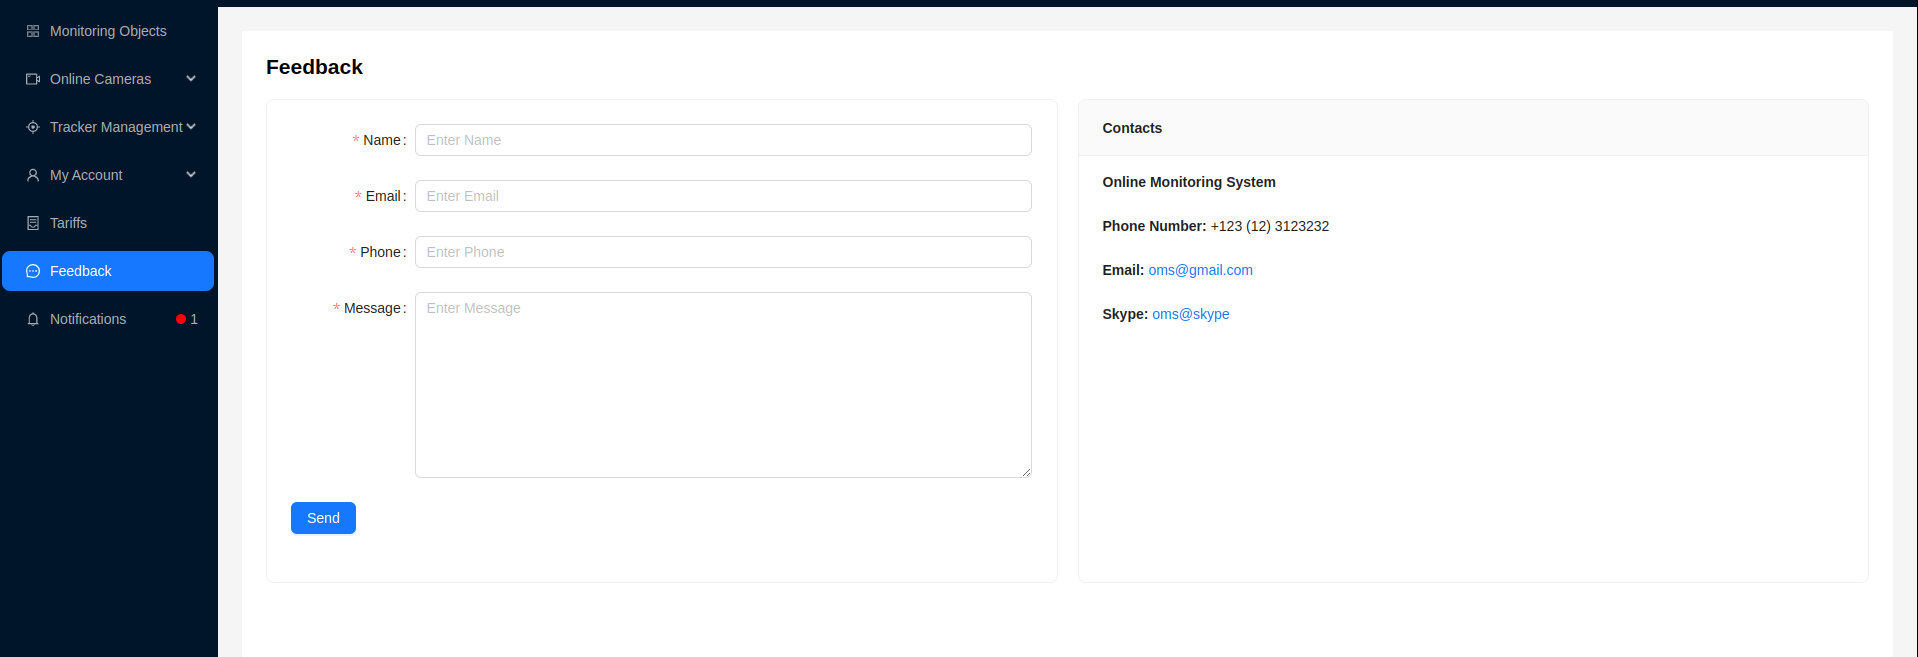 Monitoring Objects
Online Cameras
Tracker Management
My Account
Tariffs
Feedback
Notifications 1
Feedback
* Name:
Enter Name
* Email:
Enter Email
* Phone:
Enter Phone
* Message:
Enter Message
Send
Contacts
Online Monitoring System
Phone Number: +123 (12) 3123232
Email: oms@gmail.com
Skype: oms@skype